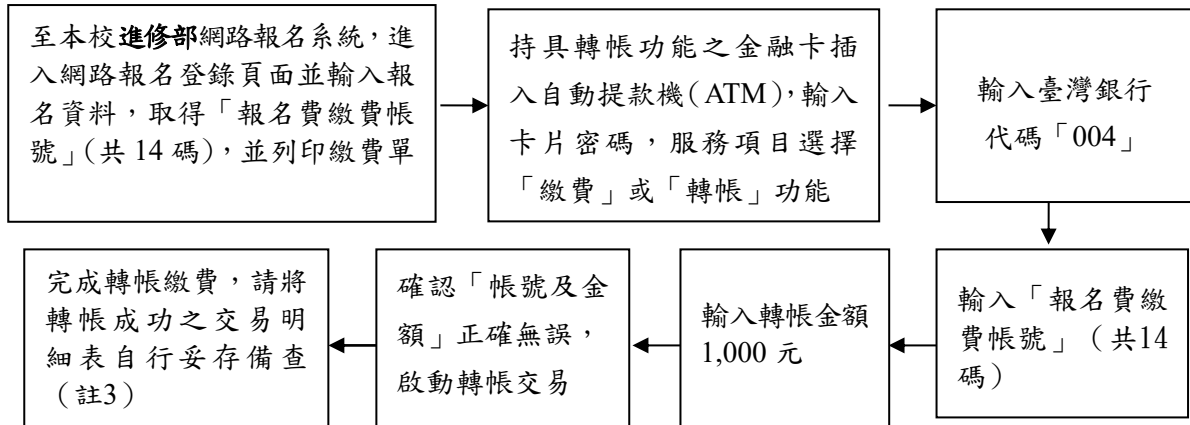 至本校進修部網路報名系統，進
入網路報名登錄頁面並輸入報
名資料，取得「報名費繳費帳
號」(共 14 碼)，並列印繳費單
持具轉帳功能之金融卡插
入自動提款機(ATM)，輸入
卡片密碼，服務項目選擇
「繳費」或「轉帳」功能
輸入臺灣銀行
代碼「004」
輸入「報名費繳
費帳號」（共14
碼）
輸入轉帳金額
1,000 元
確認「帳號及金
額」正確無誤，
啟動轉帳交易
完成轉帳繳費，請將
轉帳成功之交易明
細表自行妥存備查
（註3）